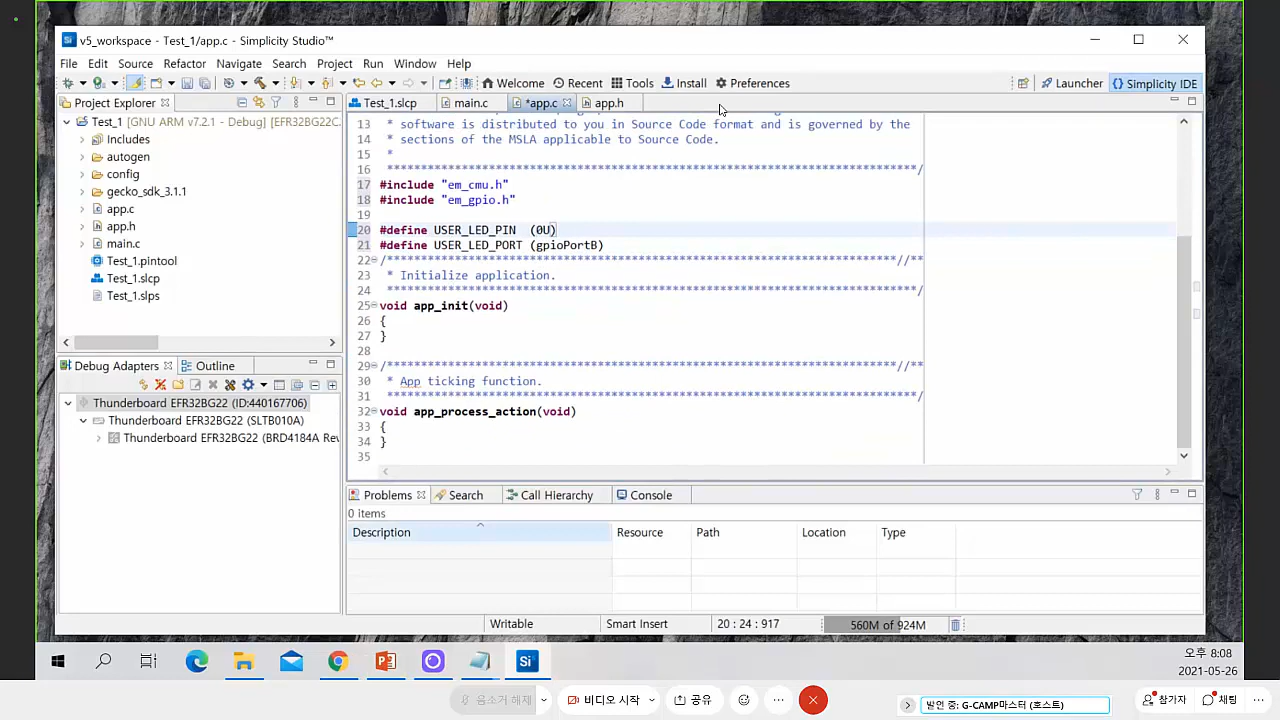 v5_workspace - Test_1/app.c - Simplicity Studio™
File Edit Source Refactor Navigate Search Project Run Window Help
Welcome Recent Tools Install Preferences Launcher Simplicity IDE
Project Explorer
Test_1 [GNU ARM v7.2.1 - Debug] [EFR32BG22C
Includes
autogen
config
gecko_sdk_3.1.1
app.c
app.h
main.c
Test_1.pintool
Test_1.slcp
Test_1.slps
Debug Adapters Outline
Thunderboard EFR32BG22 (ID:440167706)
Thunderboard EFR32BG22 (SLTB010A)
Thunderboard EFR32BG22 (BRD4184A Rev
Test_1.slcp main.c *app.c app.h
13 * software is distributed to you in Source Code format and is governed by the
14 * sections of the MSLA applicable to Source Code.
15 *
16 ******************************************************************************/
17 #include "em_cmu.h"
18 #include "em_gpio.h"
19
20 #define USER_LED_PIN (0U)
21 #define USER_LED_PORT (gpioPortB)
22 /***************************************************************************//**
23 * Initialize application.
24 ******************************************************************************/
25 void app_init(void)
26 {
27 }
28
29 /***************************************************************************//**
30 * App ticking function.
31 ******************************************************************************/
32 void app_process_action(void)
33 {
34 }
35
Problems Search Call Hierarchy Console
0 items
Description Resource Path Location Type
Writable Smart Insert 20 : 24 : 917 560M of 924M
Si
오후 8:08
2021-05-26
음소거 해제 비디오 시작 공유 발언 중: G-CAMP마스터 (호스트) 참가자 채팅